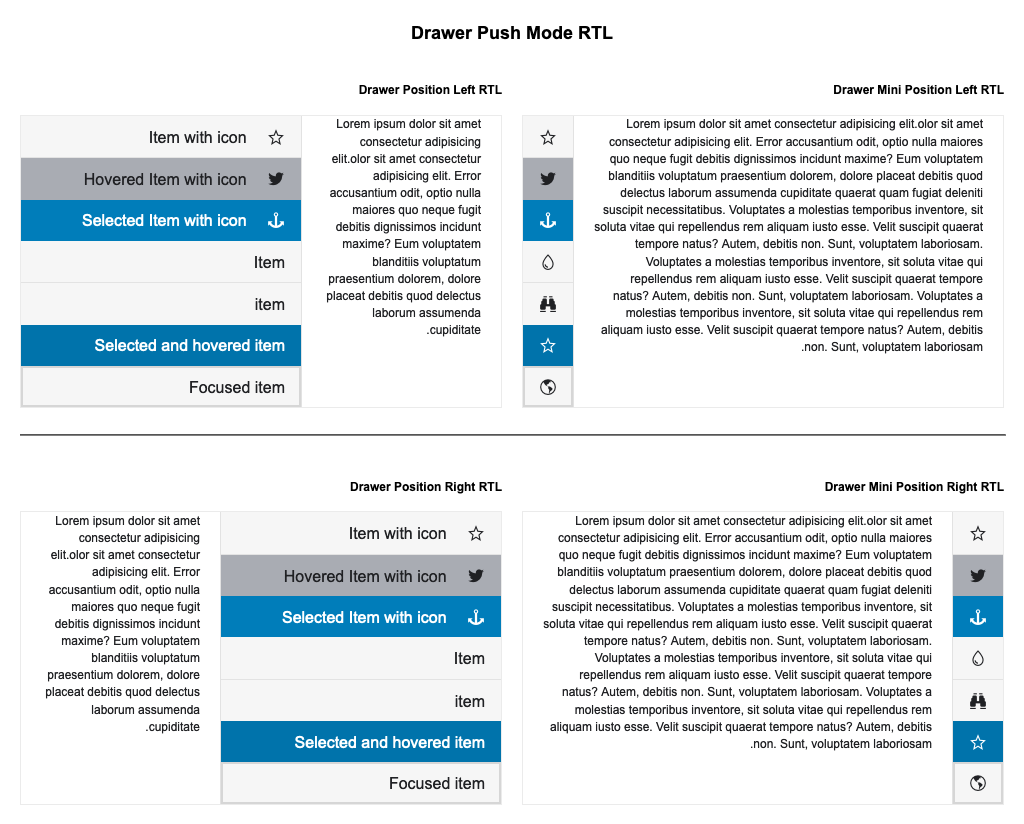 Drawer Push Mode RTL
Drawer Position Left RTL
Item with icon
Hovered Item with icon
Selected Item with icon
Item
item
Selected and hovered item
Focused item
Lorem ipsum dolor sit amet
consectetur adipisicing
elit.olor sit amet consectetur
adipisicing elit. Error
accusantium odit, optio nulla
maiores quo neque fugit
debitis dignissimos incidunt
maxime? Eum voluptatem
blanditiis voluptatum
praesentium dolorem, dolore
placeat debitis quod delectus
laborum assumenda
.cupiditate
Drawer Mini Position Left RTL
Lorem ipsum dolor sit amet consectetur adipisicing elit.olor sit amet
consectetur adipisicing elit. Error accusantium odit, optio nulla maiores
quo neque fugit debitis dignissimos incidunt maxime? Eum voluptatem
blanditiis voluptatum praesentium dolorem, dolore placeat debitis quod
delectus laborum assumenda cupiditate quaerat quam fugiat deleniti
suscipit necessitatibus. Voluptates a molestias temporibus inventore, sit
soluta vitae qui repellendus rem aliquam iusto esse. Velit suscipit quaerat
tempore natus? Autem, debitis non. Sunt, voluptatem laboriosam.
Voluptates a molestias temporibus inventore, sit soluta vitae qui
repellendus rem aliquam iusto esse. Velit suscipit quaerat tempore
natus? Autem, debitis non. Sunt, voluptatem laboriosam. Voluptates a
molestias temporibus inventore, sit soluta vitae qui repellendus rem
aliquam iusto esse. Velit suscipit quaerat tempore natus? Autem, debitis
.non. Sunt, voluptatem laboriosam
Drawer Position Right RTL
Lorem ipsum dolor sit amet
consectetur adipisicing
elit.olor sit amet consectetur
adipisicing elit. Error
accusantium odit, optio nulla
maiores quo neque fugit
debitis dignissimos incidunt
maxime? Eum voluptatem
blanditiis voluptatum
praesentium dolorem, dolore
placeat debitis quod delectus
laborum assumenda
.cupiditate
Item with icon
Hovered Item with icon
Selected Item with icon
Item
item
Selected and hovered item
Focused item
Drawer Mini Position Right RTL
Lorem ipsum dolor sit amet consectetur adipisicing elit.olor sit amet
consectetur adipisicing elit. Error accusantium odit, optio nulla maiores
quo neque fugit debitis dignissimos incidunt maxime? Eum voluptatem
blanditiis voluptatum praesentium dolorem, dolore placeat debitis quod
delectus laborum assumenda cupiditate quaerat quam fugiat deleniti
suscipit necessitatibus. Voluptates a molestias temporibus inventore, sit
soluta vitae qui repellendus rem aliquam iusto esse. Velit suscipit quaerat
tempore natus? Autem, debitis non. Sunt, voluptatem laboriosam.
Voluptates a molestias temporibus inventore, sit soluta vitae qui
repellendus rem aliquam iusto esse. Velit suscipit quaerat tempore
natus? Autem, debitis non. Sunt, voluptatem laboriosam. Voluptates a
molestias temporibus inventore, sit soluta vitae qui repellendus rem
aliquam iusto esse. Velit suscipit quaerat tempore natus? Autem, debitis
.non. Sunt, voluptatem laboriosam